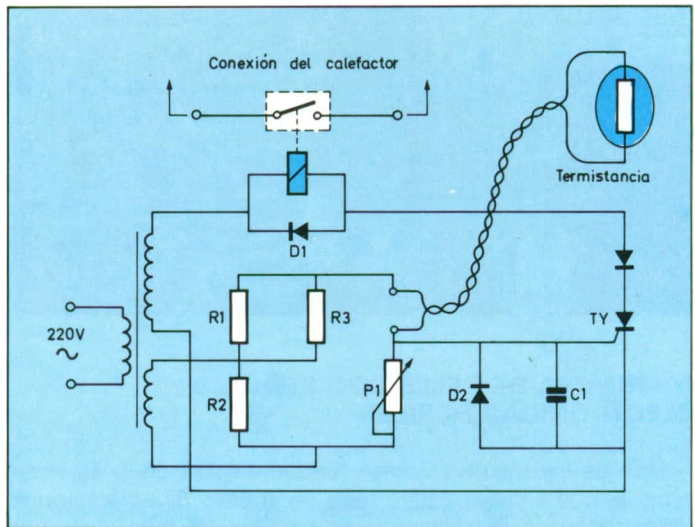 Conexión del calefactor
Termistancia
D1
220V
R1
R3
TY
R2
P1
D2
C1